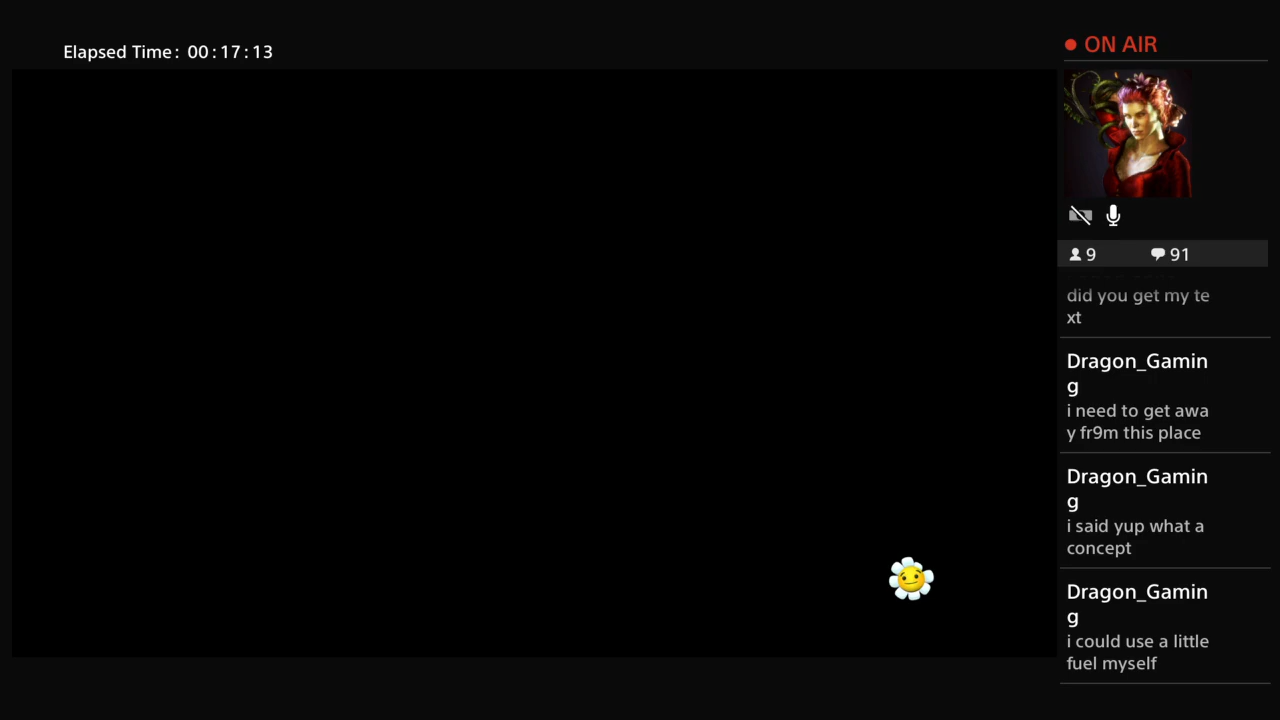 Elapsed Time: 00:17:13
ON AIR
9 91
did you get my te
xt
Dragon_Gamin
g
i need to get awa
y fr9m this place
Dragon_Gamin
g
i said yup what a
concept
Dragon_Gamin
g
i could use a little
fuel myself